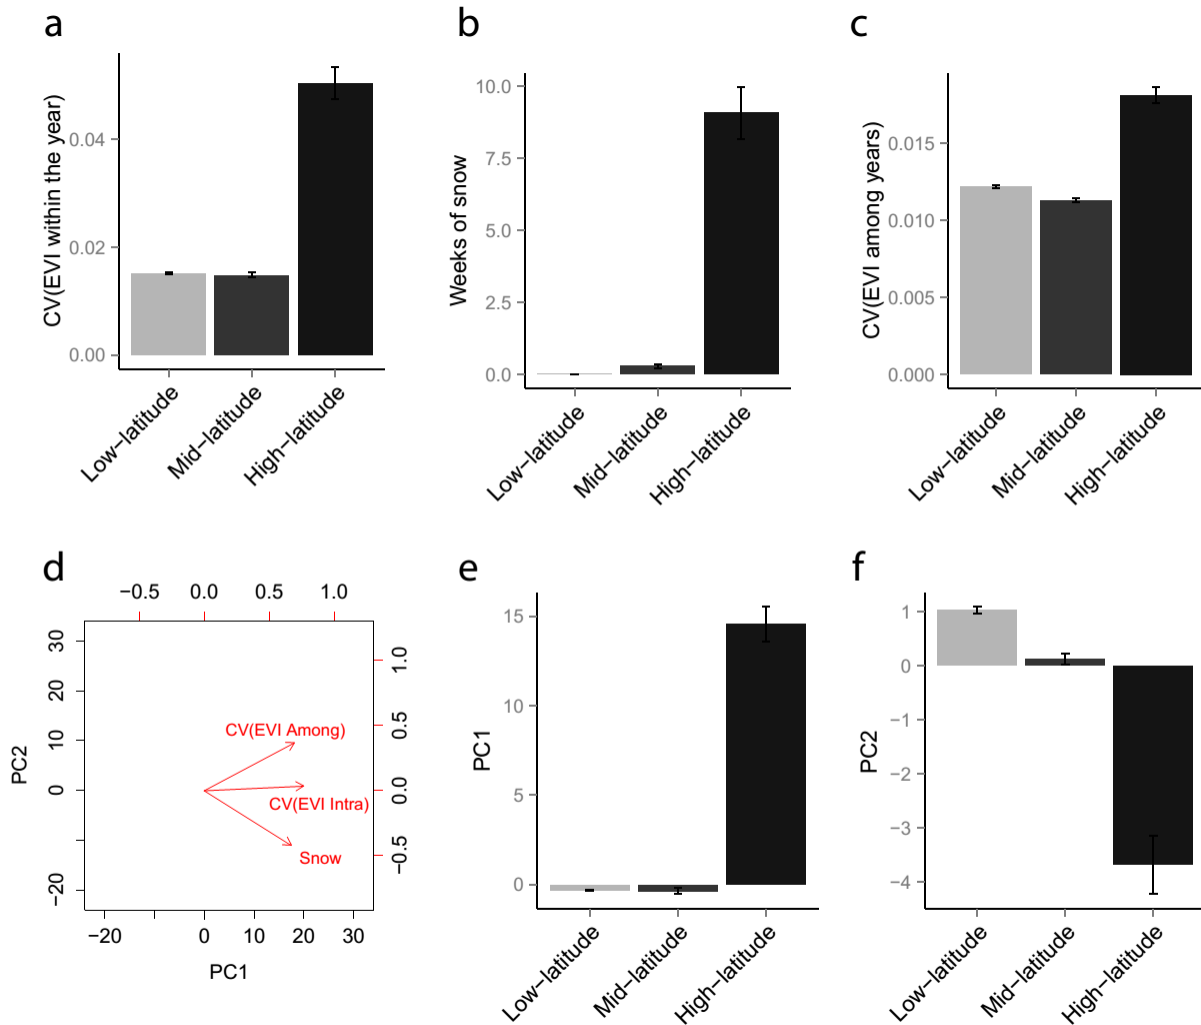 a
CV(EVI within the year)
0.04
0.02
0.00
Low−latitude
Mid−latitude
High−latitude
b
Weeks of snow
10.0
7.5
5.0
2.5
0.0
Low−latitude
Mid−latitude
High−latitude
c
CV(EVI among years)
0.015
0.010
0.005
0.000
Low−latitude
Mid−latitude
High−latitude
d
−0.5 0.0 0.5 1.0
PC2
30
20
10
0
−20
1.0
0.5
0.0
−0.5
CV(EVI Among)
CV(EVI Intra)
Snow
−20 0 10 20 30
PC1
e
PC1
15
10
5
0
Low−latitude
Mid−latitude
High−latitude
f
PC2
1
0
−1
−2
−3
−4
Low−latitude
Mid−latitude
High−latitude